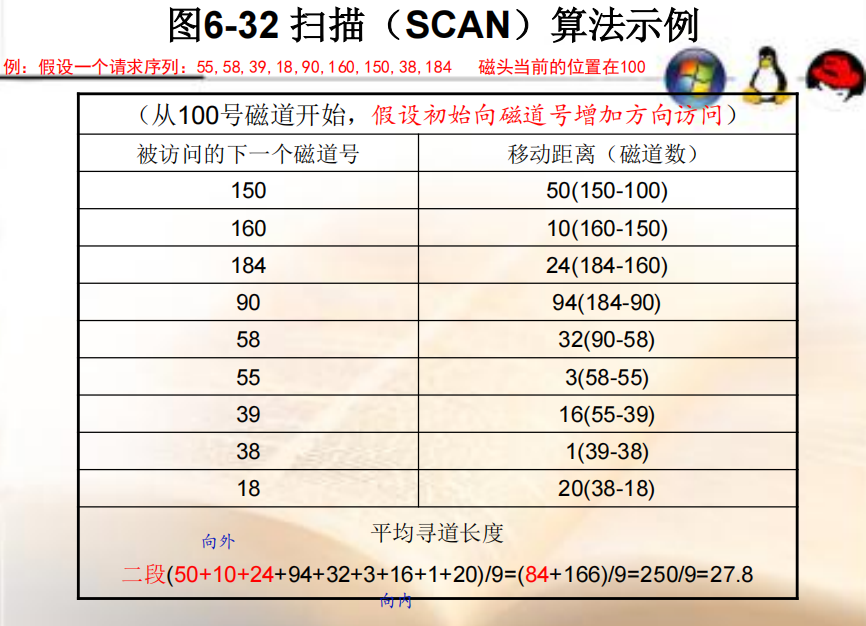 图6-32 扫描（SCAN）算法示例
例：假设一个请求序列：55,58,39,18,90,160,150,38,184 磁头当前的位置在100
（从100号磁道开始，假设初始向磁道号增加方向访问）
被访问的下一个磁道号 移动距离（磁道数）
150 50(150-100)
160 10(160-150)
184 24(184-160)
90 94(184-90)
58 32(90-58)
55 3(58-55)
39 16(55-39)
38 1(39-38)
18 20(38-18)
平均寻道长度
向外
二段(50+10+24+94+32+3+16+1+20)/9=(84+166)/9=250/9=27.8
向内